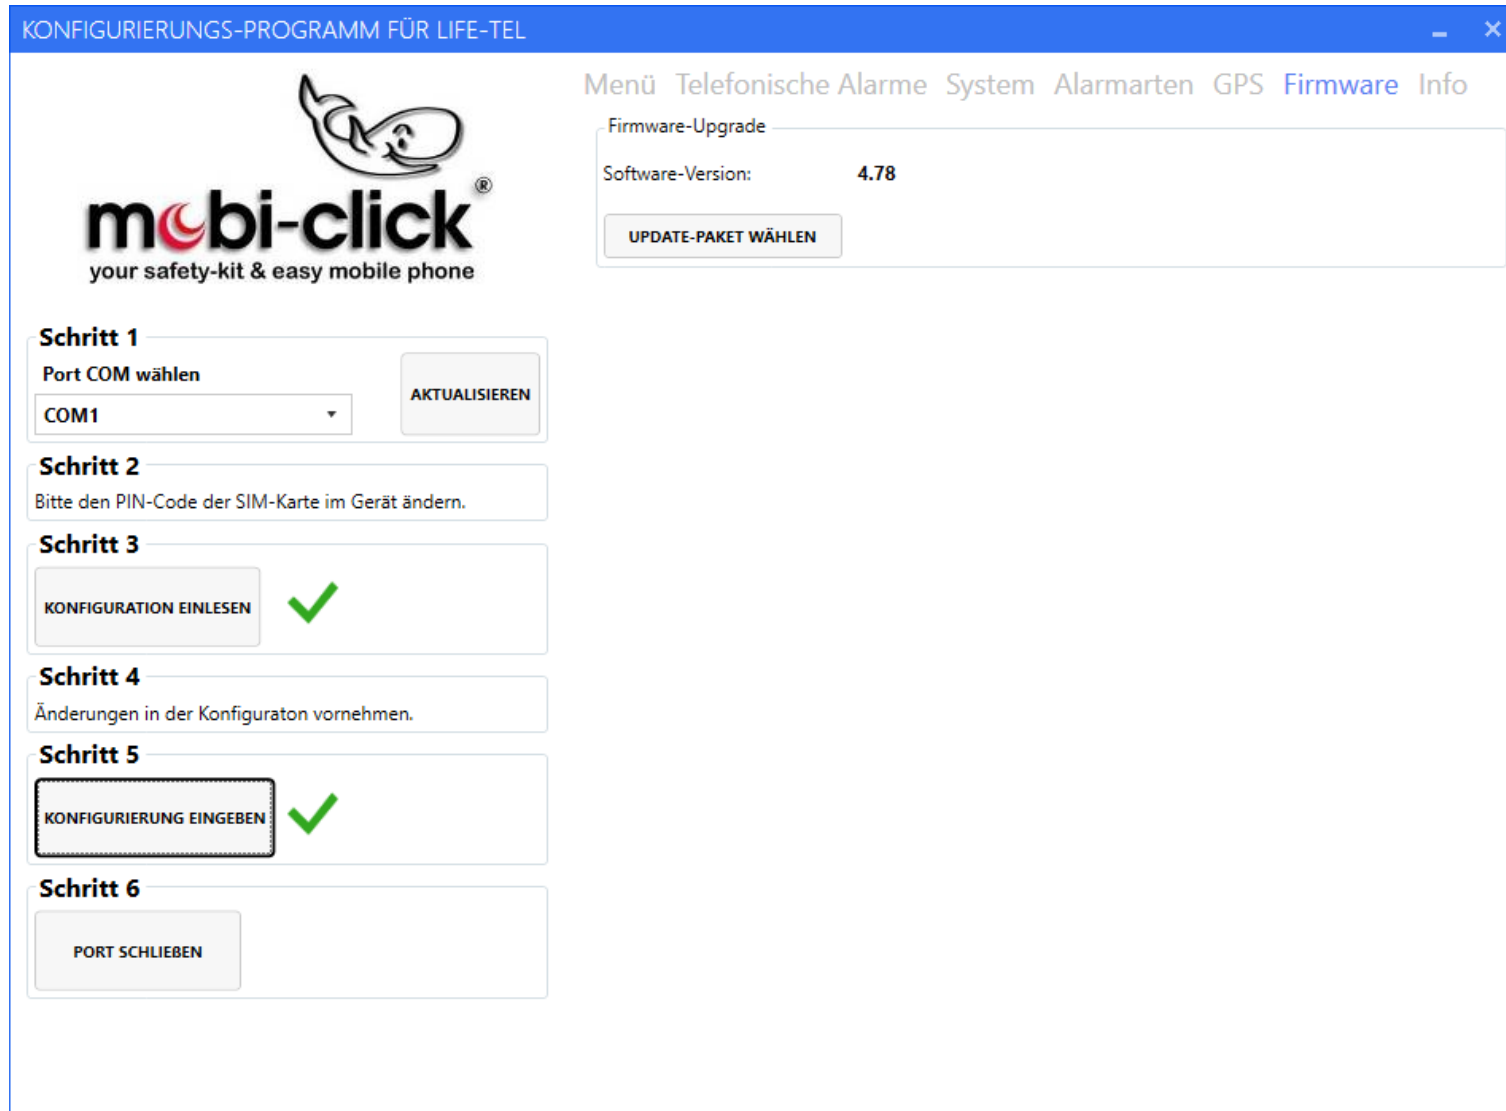 KONFIGURIERUNGS-PROGRAMM FÜR LIFE-TEL
mobi-click®
your safety-kit & easy mobile phone
Menü Telefonische Alarme System Alarmarten GPS Firmware Info
Firmware-Upgrade
Software-Version: 4.78
UPDATE-PAKET WÄHLEN
Schritt 1
Port COM wählen
COM1
AKTUALISIEREN
Schritt 2
Bitte den PIN-Code der SIM-Karte im Gerät ändern.
Schritt 3
KONFIGURATION EINLESEN
Schritt 4
Änderungen in der Konfiguraton vornehmen.
Schritt 5
KONFIGURIERUNG EINGEBEN
Schritt 6
PORT SCHLIEßEN